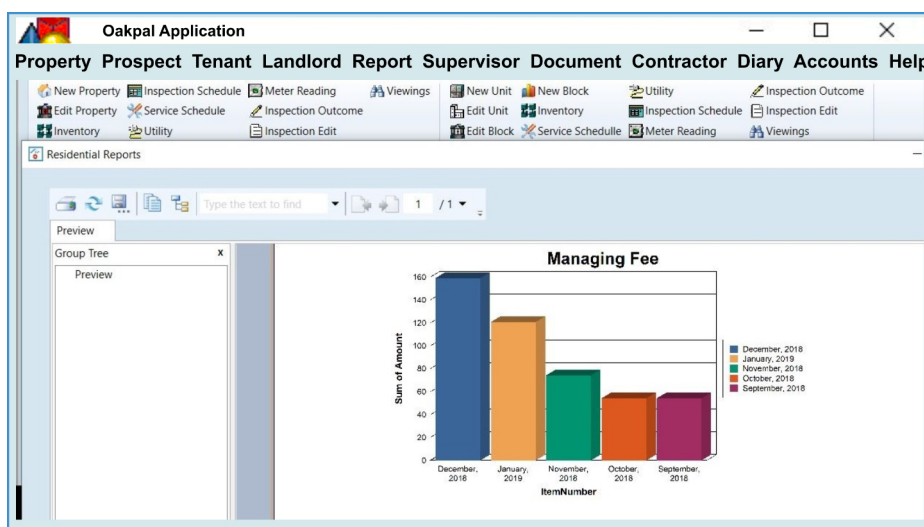 Oakpal Application
Property Prospect Tenant Landlord Report Supervisor Document Contractor Diary Accounts Help
New Property Inspection Schedule Meter Reading Viewings New Unit New Block Utility Inspection Outcome
Edit Property Service Schedule Inspection Outcome Edit Unit Inventory Inspection Schedule Inspection Edit
Inventory Utility Inspection Edit Edit Block Service Schedulle Meter Reading Viewings
Residential Reports
Type the text to find 1 / 1
Preview
Group Tree x
Preview
Managing Fee
160
140
120
100
80
60
40
20
0
Sum of Amount
December, 2018
January, 2019
November, 2018
October, 2018
September, 2018
December, January, November, October, September,
2018 2019 2018 2018 2018
ItemNumber